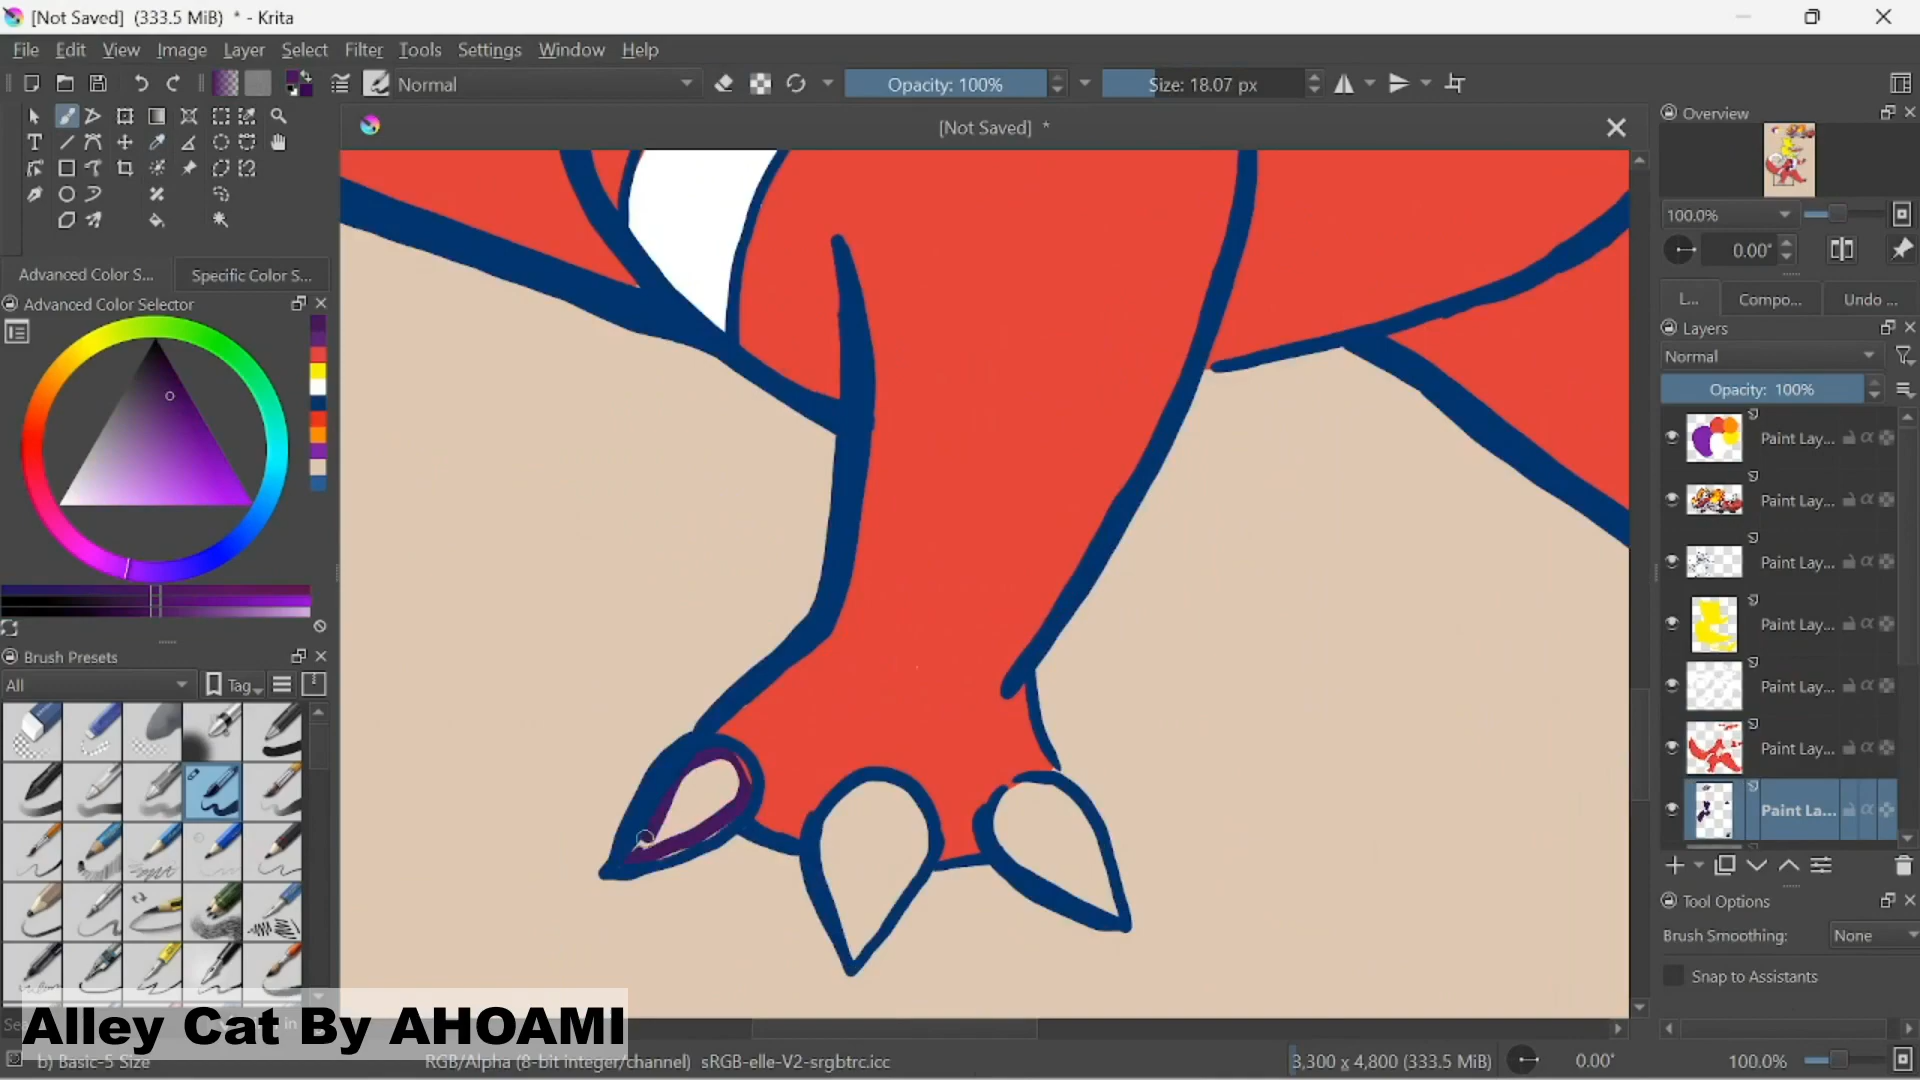 [Not Saved] (333.5 MiB) * - Krita
File Edit View Image Layer Select Filter Tools Settings Window Help
Normal Opacity: 100% Size: 18.07 px
[Not Saved] *
Overview
100.0%
0.00°
Advanced Color S... Specific Color S...
Advanced Color Selector
L... Compo... Undo ...
Layers
Normal
Opacity: 100%
Paint Lay...
Paint Lay...
Paint Lay...
Paint Lay...
Paint Lay...
Paint Lay...
Paint La...
Brush Presets
All Tag
Tool Options
Brush Smoothing: None
Snap to Assistants
Alley Cat By AHOAMI
b) Basic-5 Size RGB/Alpha (8-bit integer/channel) sRGB-elle-V2-srgbtrc.icc 3,300 x 4,800 (333.5 MiB) 0.00° 100.0%